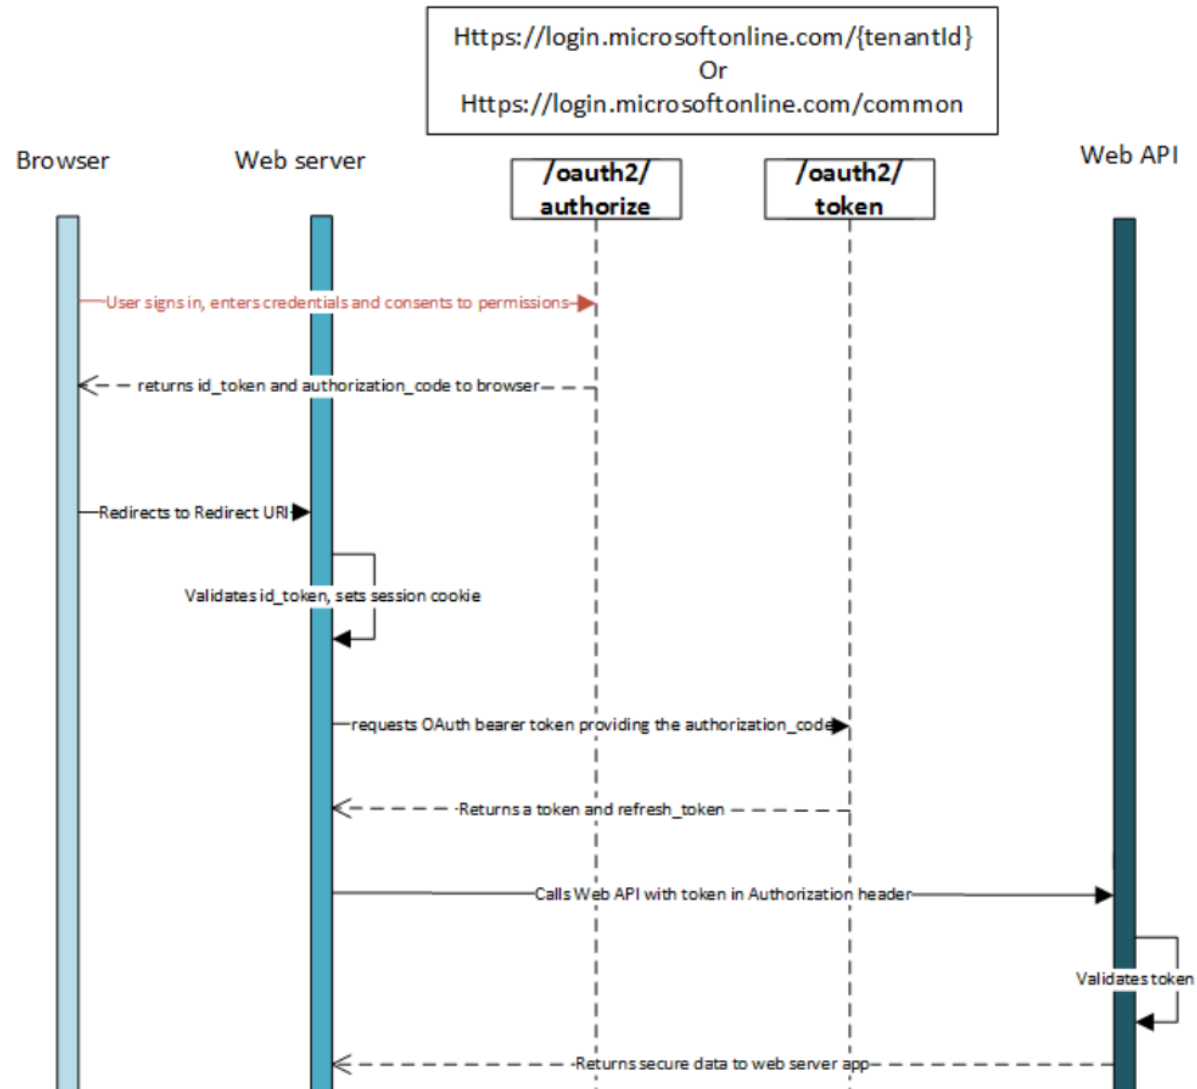 Https://login.microsoftonline.com/{tenantId}
Or
Https://login.microsoftonline.com/common
Browser
Web server
/oauth2/
authorize
/oauth2/
token
Web API
User signs in, enters credentials and consents to permissions
returns id_token and authorization_code to browser
Redirects to Redirect URI
Validates id_token, sets session cookie
requests OAuth bearer token providing the authorization_code
Returns a token and refresh_token
Calls Web API with token in Authorization header
Validates token
Returns secure data to web server app